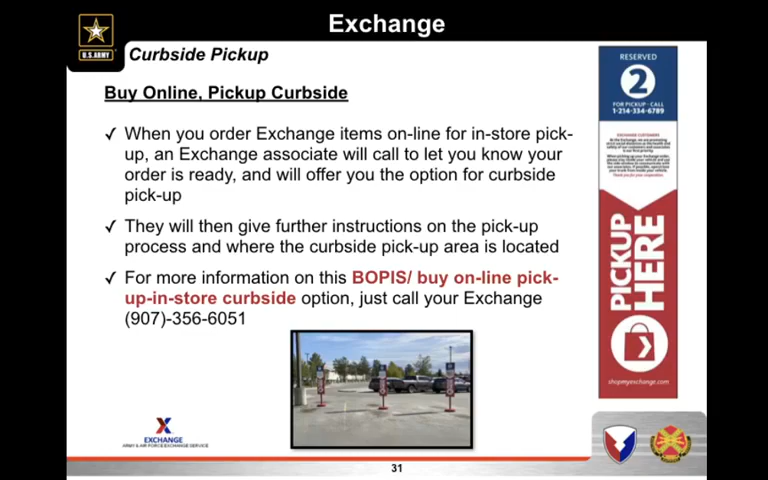 Exchange
U.S.ARMY
Curbside Pickup
Buy Online, Pickup Curbside
✓ When you order Exchange items on-line for in-store pick-
up, an Exchange associate will call to let you know your
order is ready, and will offer you the option for curbside
pick-up
✓ They will then give further instructions on the pick-up
process and where the curbside pick-up area is located
✓ For more information on this BOPIS/ buy on-line pick-
up-in-store curbside option, just call your Exchange
(907)-356-6051
RESERVED
2
FOR PICKUP - CALL
1-214-334-6789
EXCHANGE CUSTOMERS
PICKUP
HERE
shopmyexchange.com
X
EXCHANGE
ARMY & AIR FORCE EXCHANGE SERVICE
31